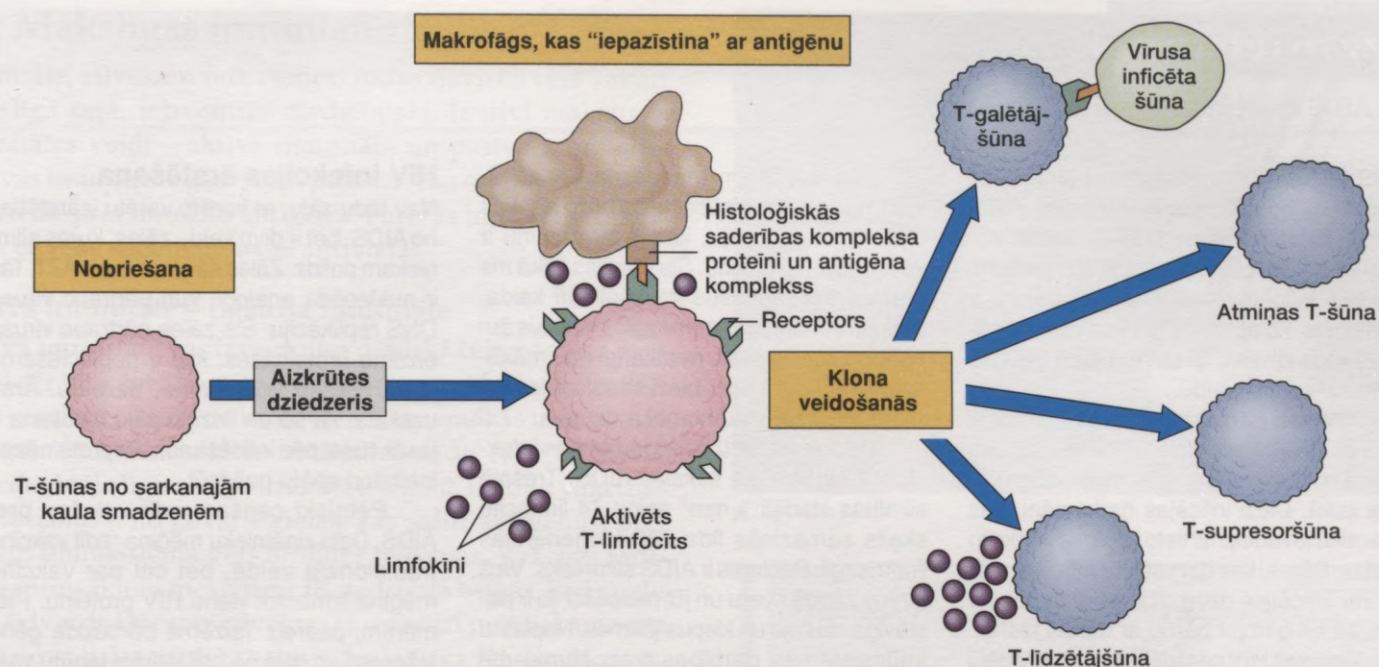 Makrofāgs, kas “iepazīstina” ar antigēnu
Vīrusa
inficēta
šūna
T-galētāj-
šūna
Histoloģiskās
saderības kompleksa
proteīni un antigēna
komplekss
Nobriešana
Receptors
Atmiņas T-šūna
Aizkrūtes
dziedzeris
Klona
veidošanās
T-šūnas no sarkanajām
kaula smadzenēm
Aktivēts
T-limfocīts
Limfokīni
T-supresoršūna
T-līdzētājšūna